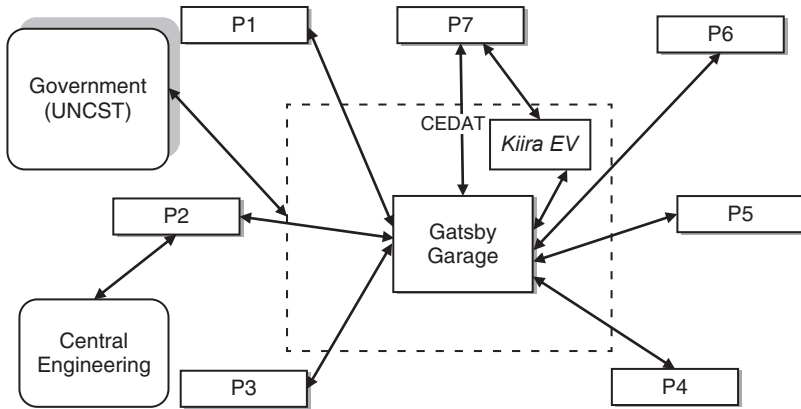 P1
P7
P6
Government
(UNCST)
CEDAT
Kiira EV
P2
P5
Gatsby
Garage
Central
Engineering
P3
P4